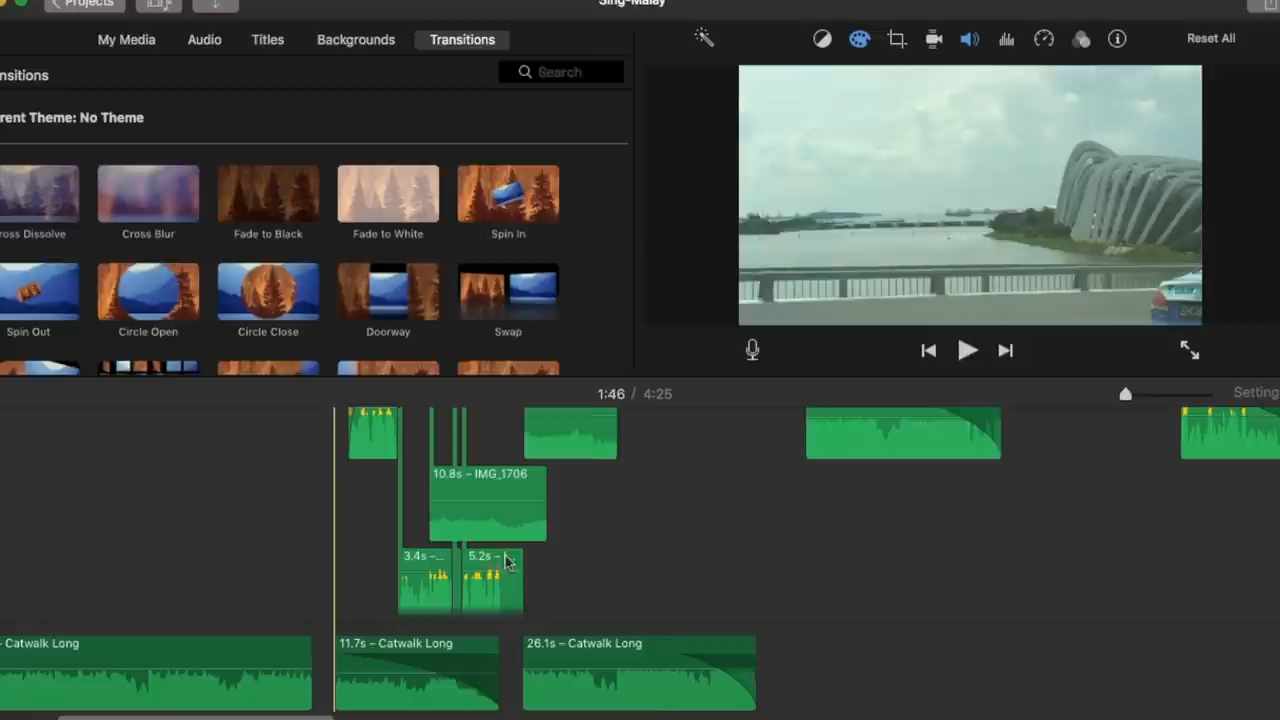 Projects
Sing-Malay
My Media
Audio
Titles
Backgrounds
Transitions
Reset All
nsitions
Search
rent Theme: No Theme
ross Dissolve
Cross Blur
Fade to Black
Fade to White
Spin In
Spin Out
Circle Open
Circle Close
Doorway
Swap
1:46 / 4:25
Setting
10.8s – IMG_1706
3.4s –...
5.2s –
- Catwalk Long
11.7s – Catwalk Long
26.1s – Catwalk Long